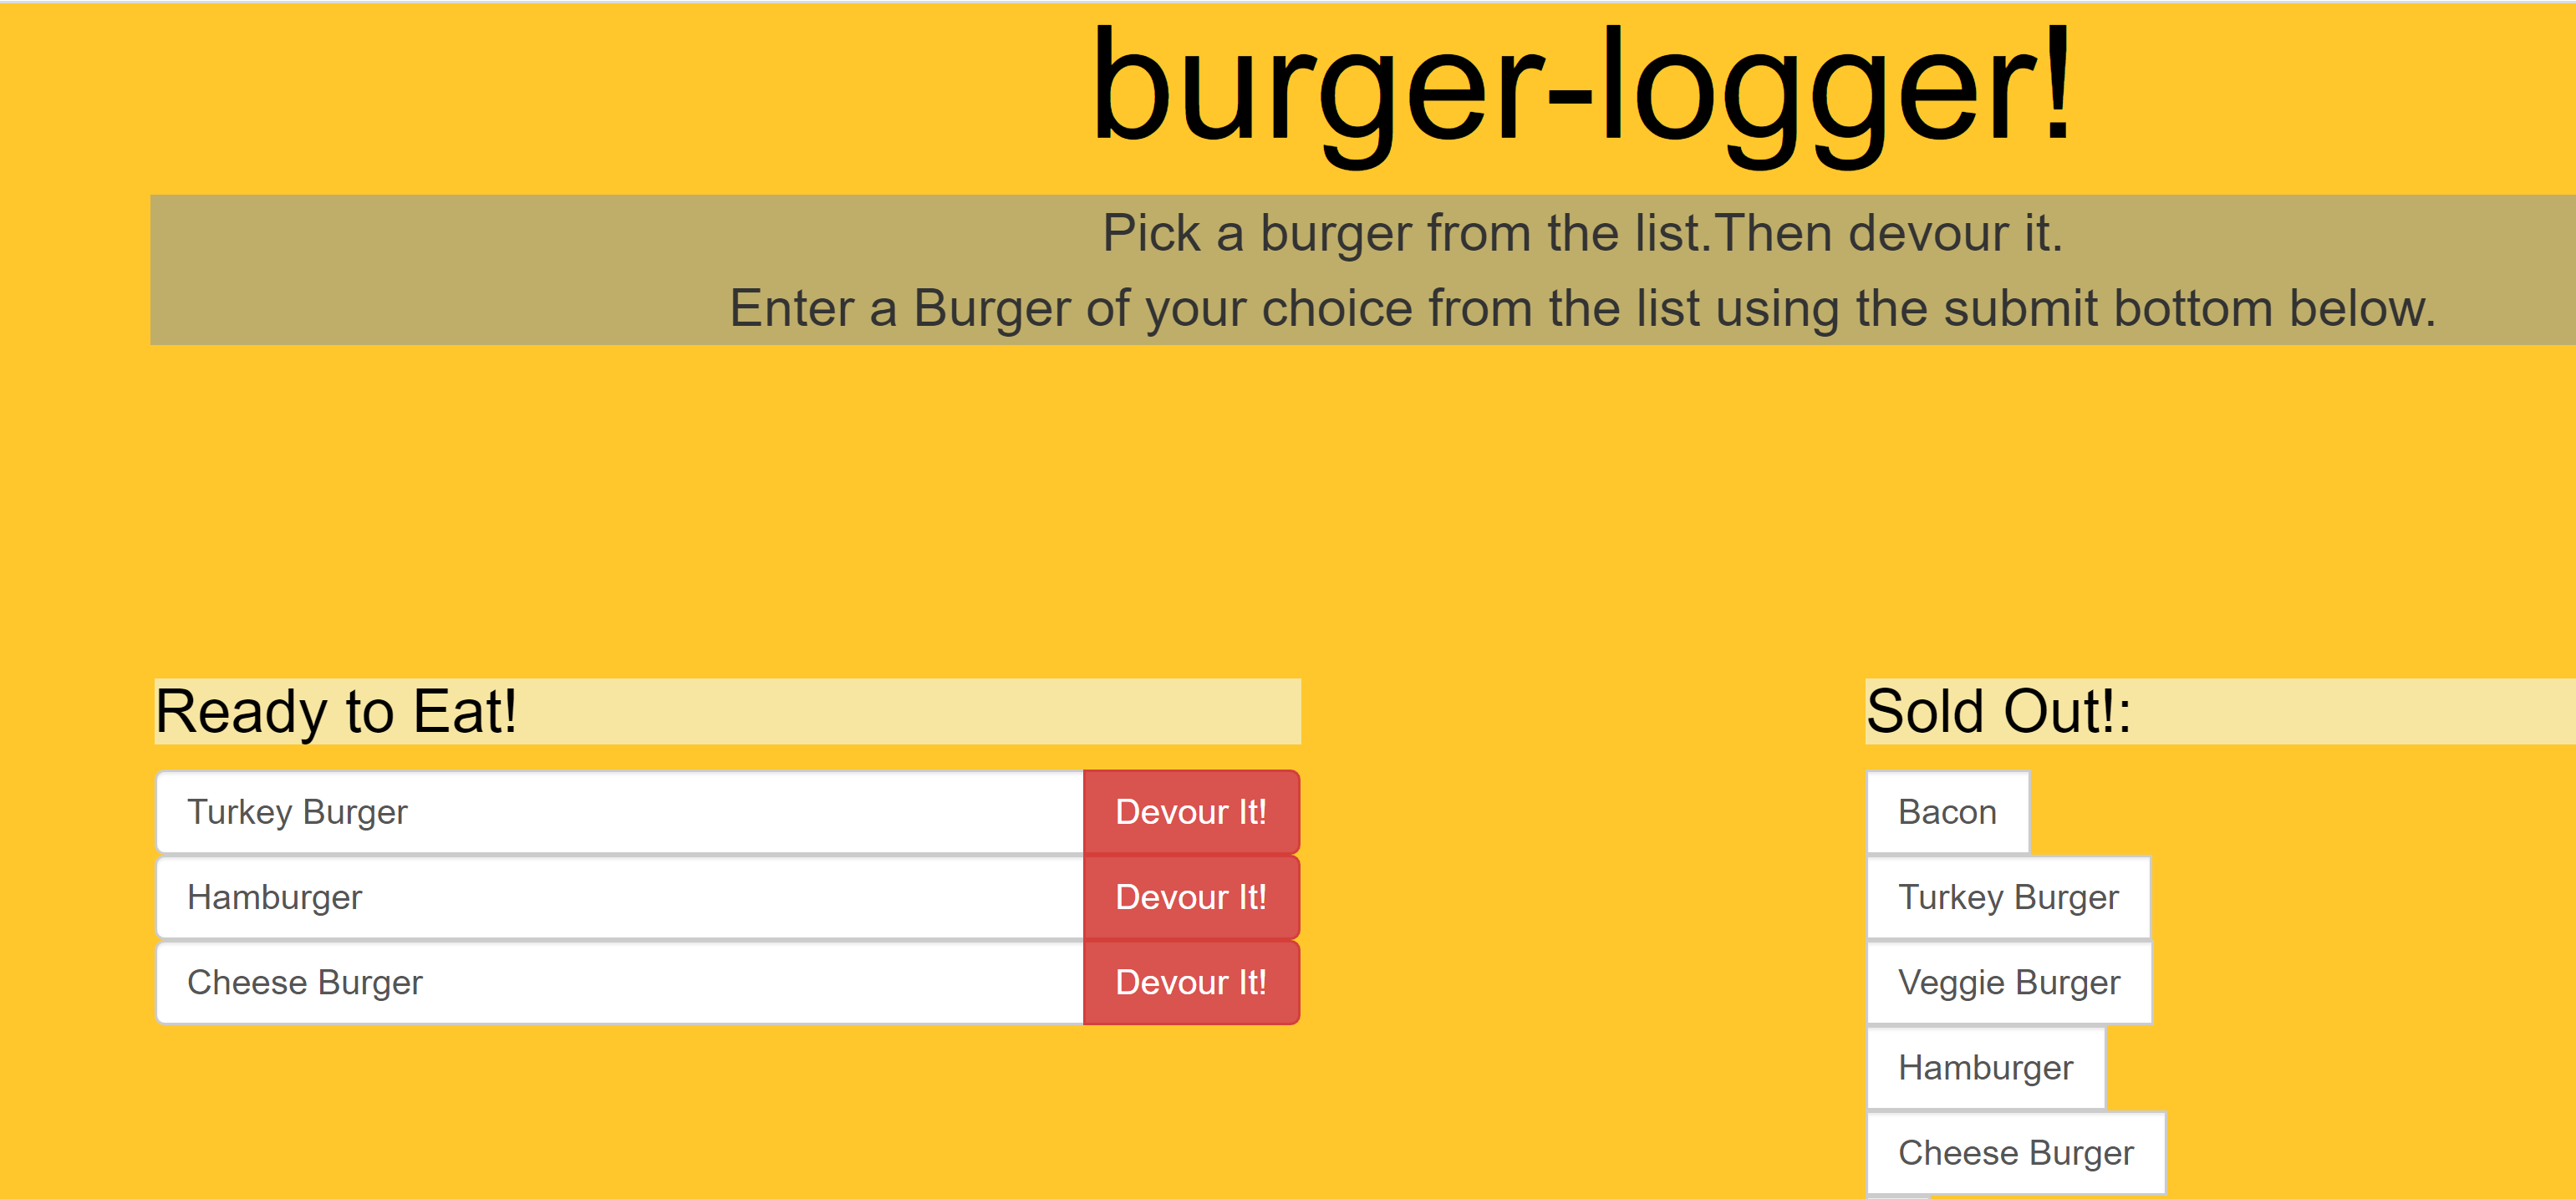 burger-logger!
Pick a burger from the list.Then devour it.
Enter a Burger of your choice from the list using the submit bottom below.
Ready to Eat!
Turkey Burger Devour It!
Hamburger Devour It!
Cheese Burger Devour It!
Sold Out!:
Bacon
Turkey Burger
Veggie Burger
Hamburger
Cheese Burger